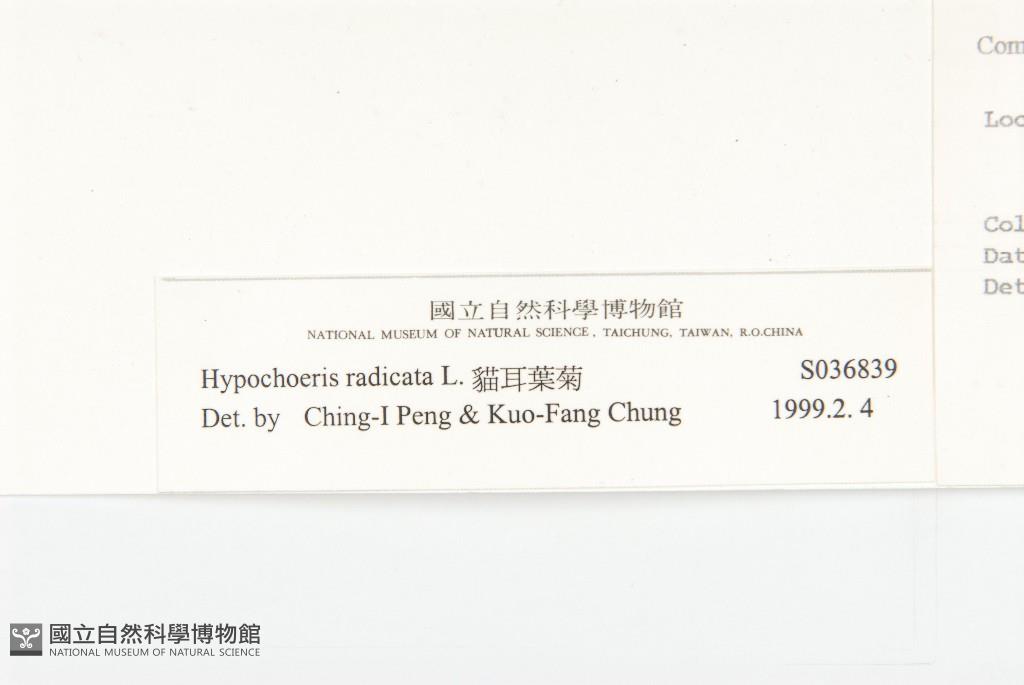 國立自然科學博物館
NATIONAL MUSEUM OF NATURAL SCIENCE, TAICHUNG, TAIWAN, R.O.CHINA
Hypochoeris radicata L. 貓耳葉菊 S036839
Det. by Ching-I Peng & Kuo-Fang Chung 1999.2. 4
Com
Loc
Col
Dat
Det
國立自然科學博物館
NATIONAL MUSEUM OF NATURAL SCIENCE